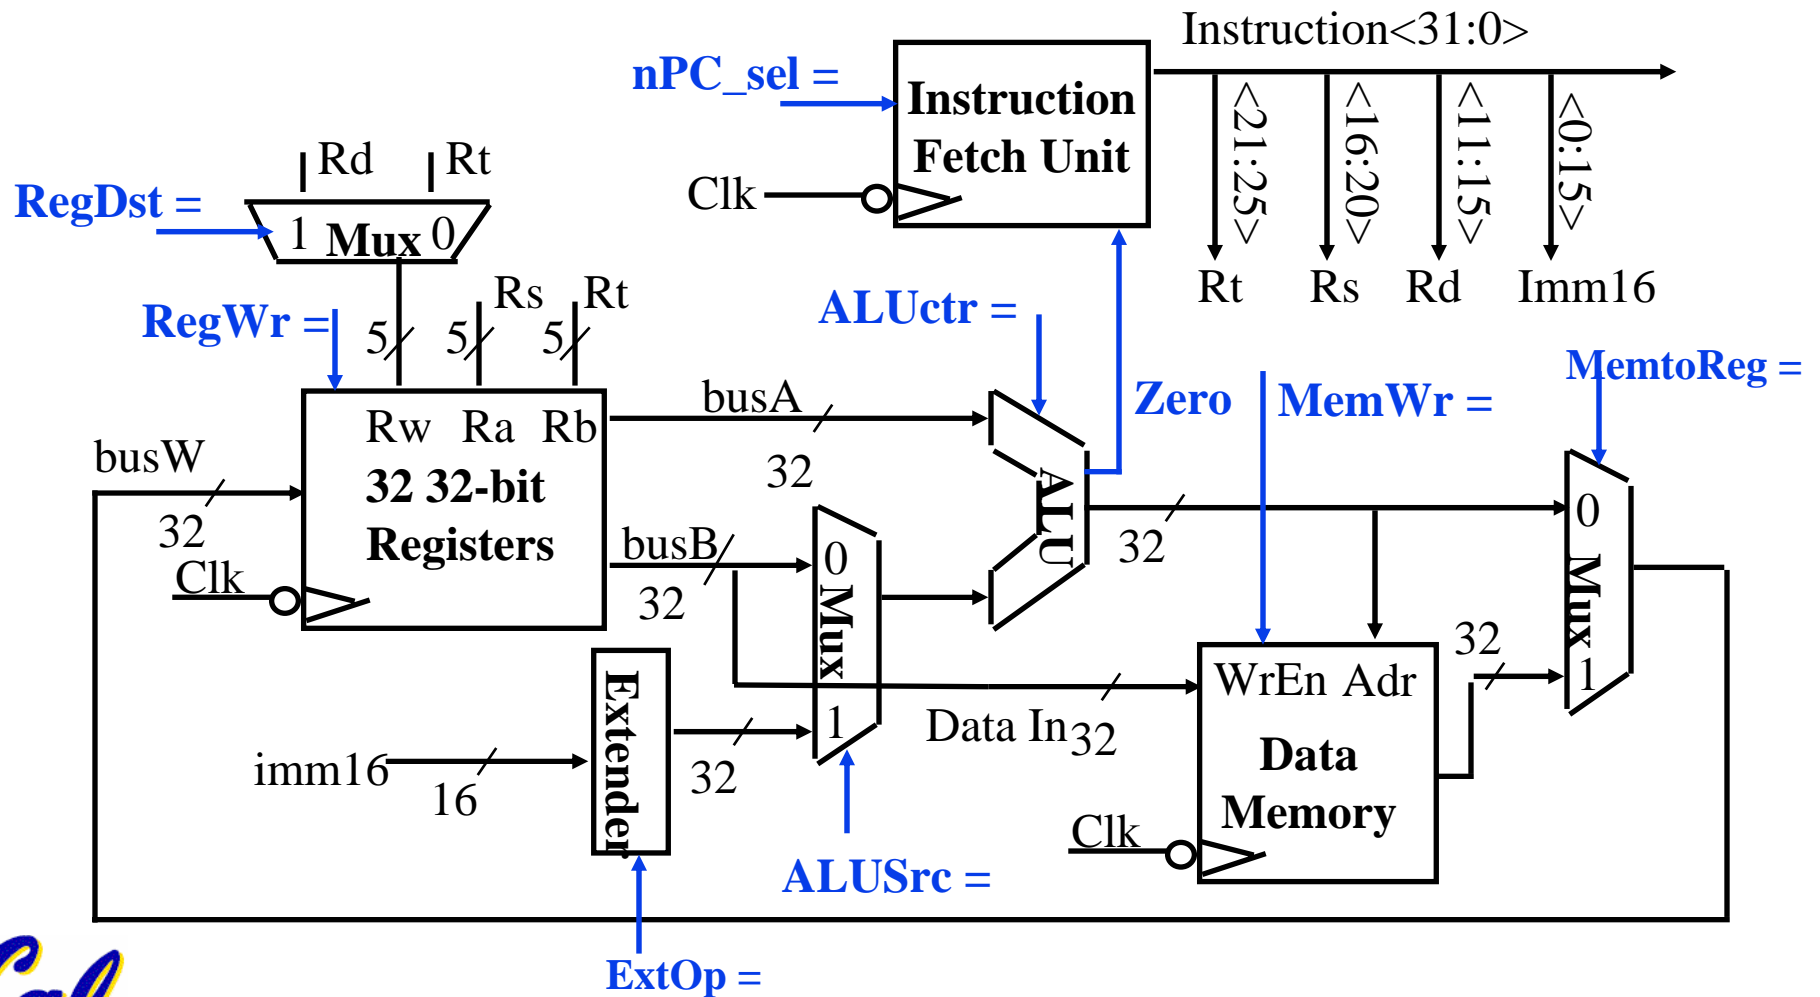 Instruction<31:0>
nPC_sel =
Instruction
Fetch Unit
Clk
<21:25>
<16:20>
<11:15>
<0:15>
Rt
Rs
Rd
Imm16
Rd
Rt
RegDst =
1 Mux 0
RegWr =
5
5
5
Rs
Rt
ALUctr =
Zero
MemWr =
MemtoReg =
busW
32
Rw Ra Rb
32 32-bit
Registers
Clk
busA
32
busB
32
0
Mux
1
ALU
32
0
Mux
1
imm16
16
Extender
32
Data In
32
WrEn Adr
Data
Memory
Clk
32
ALUSrc =
ExtOp =
Cal